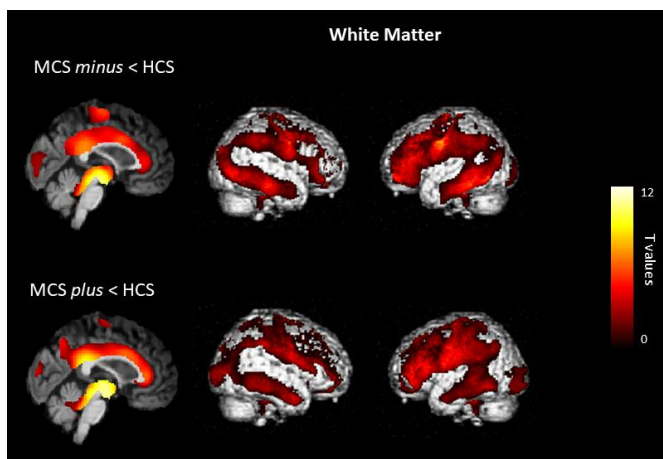 White Matter
MCS minus < HCS
12
T values
0
MCS plus < HCS